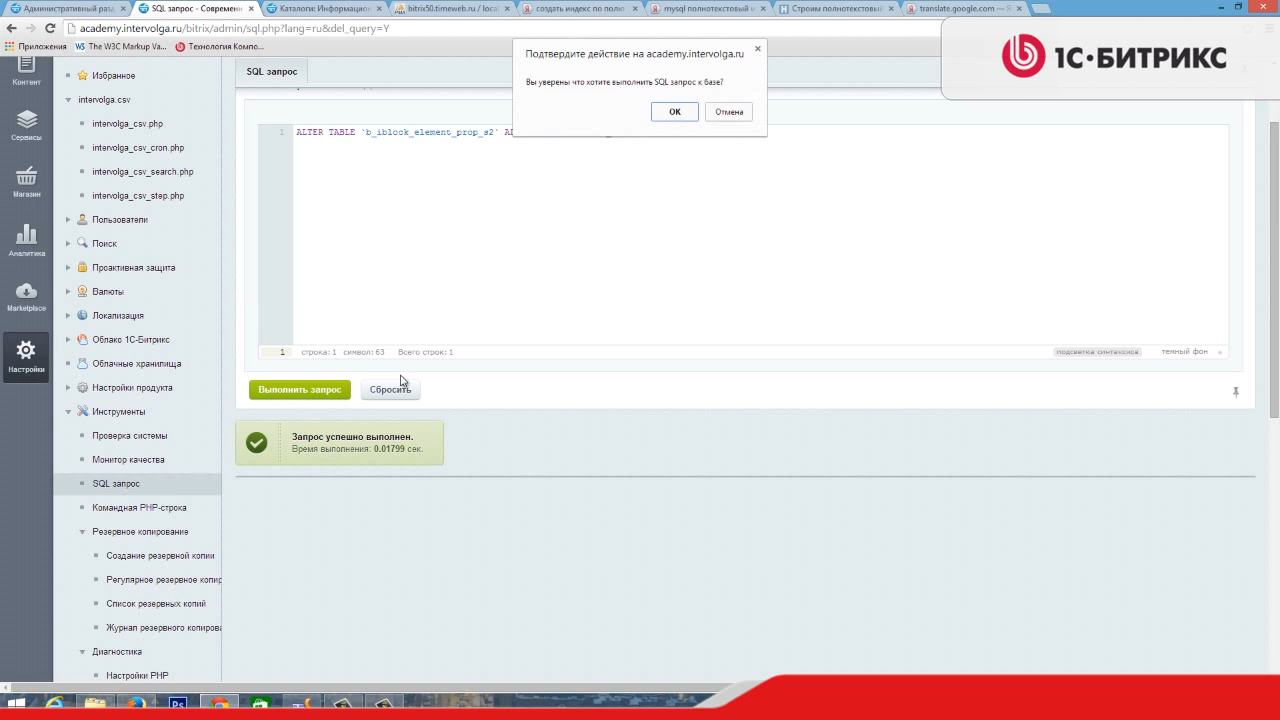 Административный разд
SQL запрос - Современн
Каталоги: Информацион
bitrix50.timeweb.ru / local
создать индекс по полю
mysql полнотекстовый и
Строим полнотекстовый
translate.google.com — Я
academy.intervolga.ru/bitrix/admin/sql.php?lang=ru&del_query=Y
Приложения
The W3C Markup Va...
Технология Компо...
1С·БИТРИКС
Подтвердите действие на academy.intervolga.ru
Вы уверены что хотите выполнить SQL запрос к базе?
OK
Отмена
Контент
Сервисы
Магазин
Аналитика
Marketplace
Настройки
Избранное
intervolga.csv
intervolga_csv.php
intervolga_csv_cron.php
intervolga_csv_search.php
intervolga_csv_step.php
Пользователи
Поиск
Проактивная защита
Валюты
Локализация
Облако 1С-Битрикс
Облачные хранилища
Настройки продукта
Инструменты
Проверка системы
Монитор качества
SQL запрос
Командная PHP-строка
Резервное копирование
Создание резервной копии
Регулярное резервное копир
Список резервных копий
Журнал резервного копирова
Диагностика
Настройки PHP
SQL запрос
1 ALTER TABLE `b_iblock_element_prop_s2` A
1 строка: 1 символ: 63 Всего строк: 1
подсветка синтаксиса темный фон
Выполнить запрос
Сбросить
Запрос успешно выполнен.
Время выполнения: 0.01799 сек.